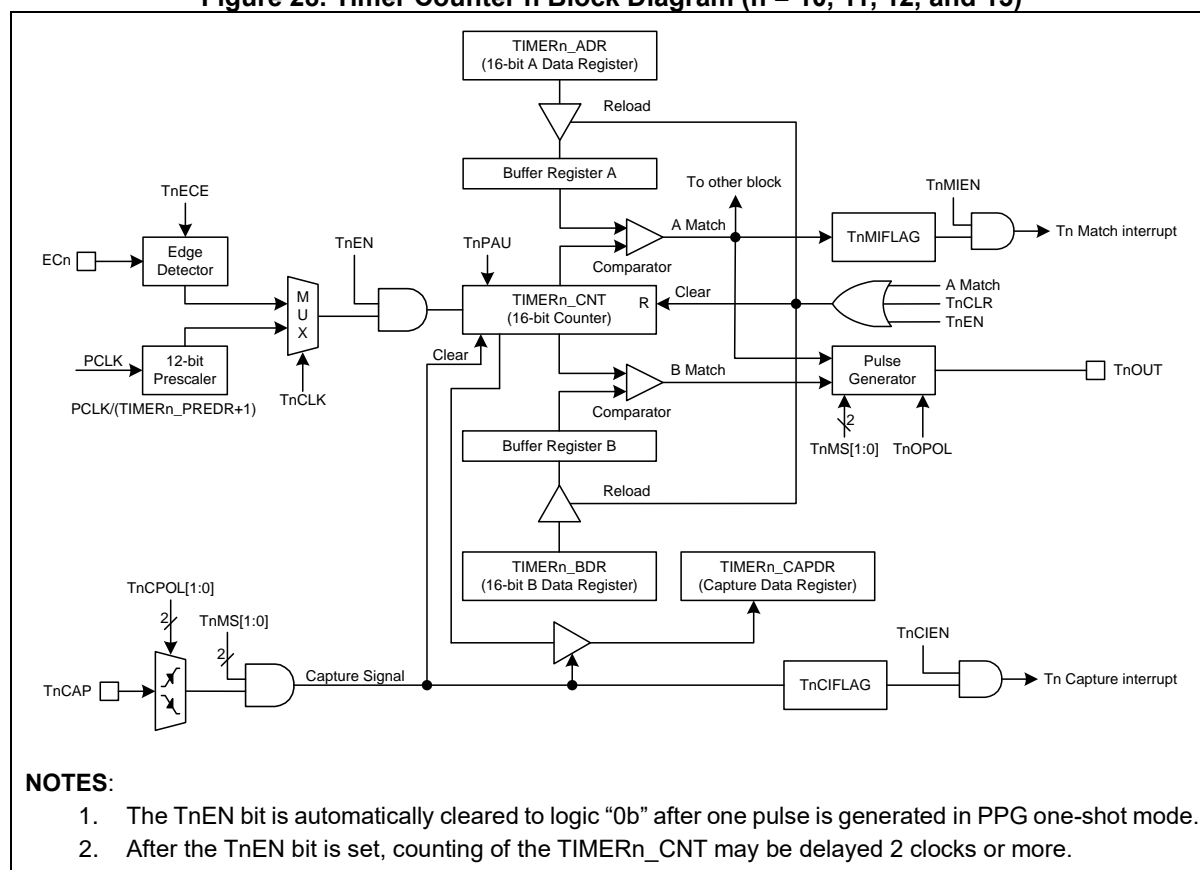 Figure 28. Timer Counter n Block Diagram (n = 10, 11, 12, and 13)
TIMERn_ADR
(16-bit A Data Register)
Reload
Buffer Register A
To other block
TnMIEN
TnECE
TnEN
TnPAU
A Match
TnMIFLAG
Tn Match interrupt
ECn
Edge
Detector
Comparator
M
U
X
TIMERn_CNT
(16-bit Counter)
R
Clear
A Match
TnCLR
TnEN
PCLK
12-bit
Prescaler
Clear
B Match
Pulse
Generator
TnOUT
TnCLK
PCLK/(TIMERn_PREDR+1)
Comparator
2
Buffer Register B
TnMS[1:0]
TnOPOL
Reload
TIMERn_BDR
(16-bit B Data Register)
TIMERn_CAPDR
(Capture Data Register)
TnCPOL[1:0]
2
TnMS[1:0]
2
TnCIEN
TnCAP
Capture Signal
TnCIFLAG
Tn Capture interrupt
NOTES:
1. The TnEN bit is automatically cleared to logic “0b” after one pulse is generated in PPG one-shot mode.
2. After the TnEN bit is set, counting of the TIMERn_CNT may be delayed 2 clocks or more.